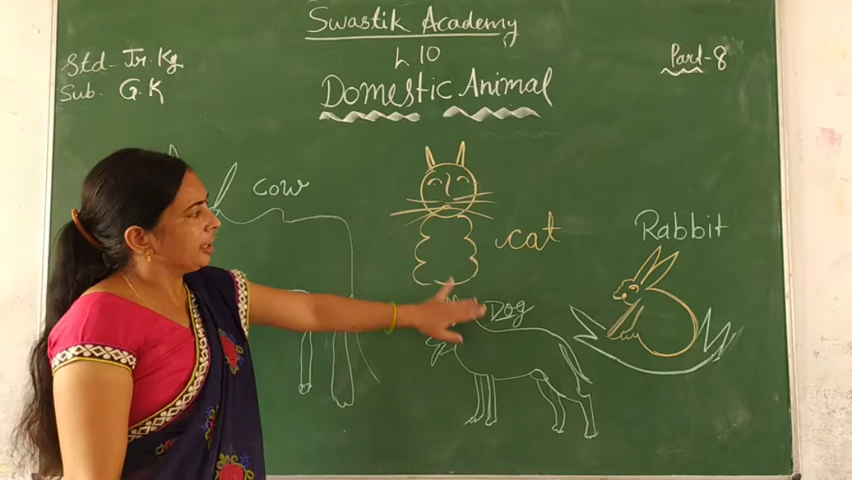 Swastik Academy
L.10
Std. Jr. Kg
Sub. G.K
Part-8
Domestic Animal
cow
cat
Rabbit
Dog